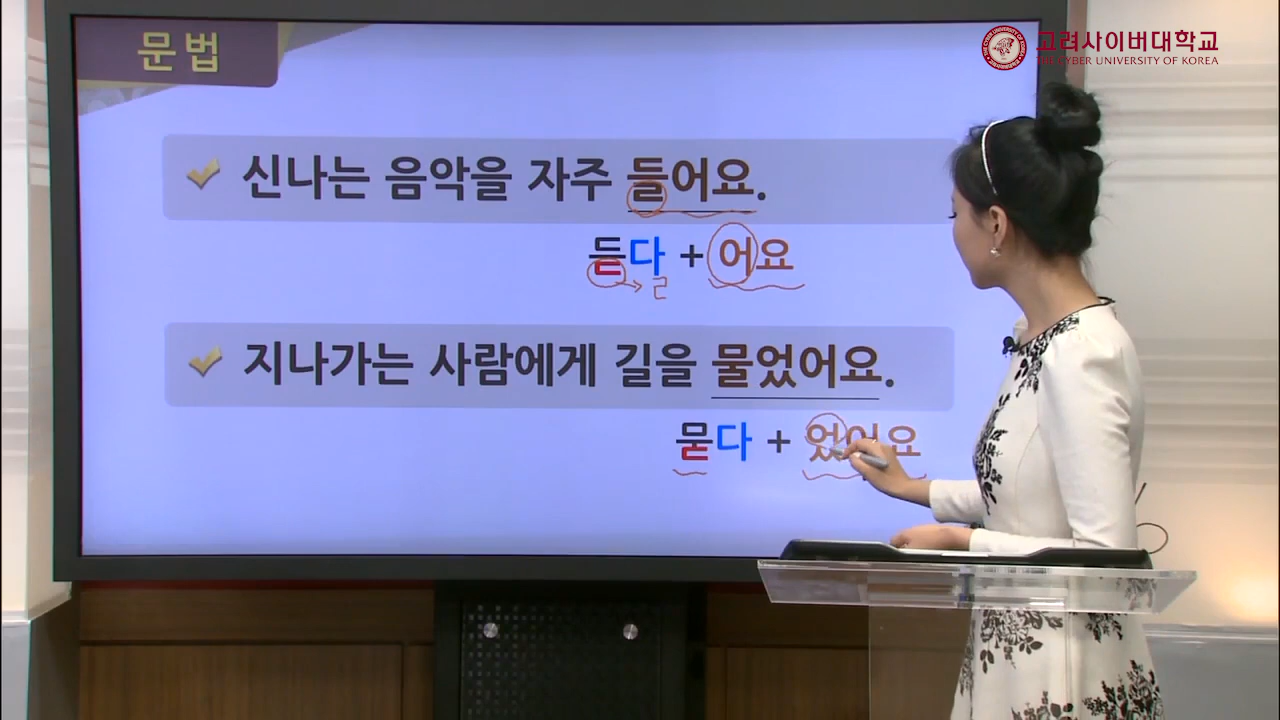 문법
고려사이버대학교
THE CYBER UNIVERSITY OF KOREA
신나는 음악을 자주 들어요.
듣다 + 어요
ㄹ
지나가는 사람에게 길을 물었어요.
묻다 + 었어요